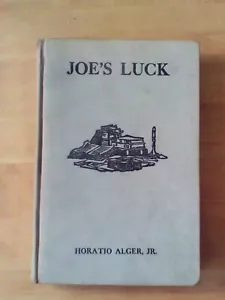 JOE'S LUCK
HORATIO ALGER, JR.